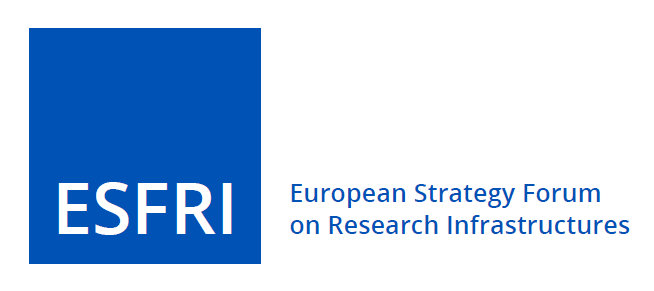 ESFRI
European Strategy Forum
on Research Infrastructures